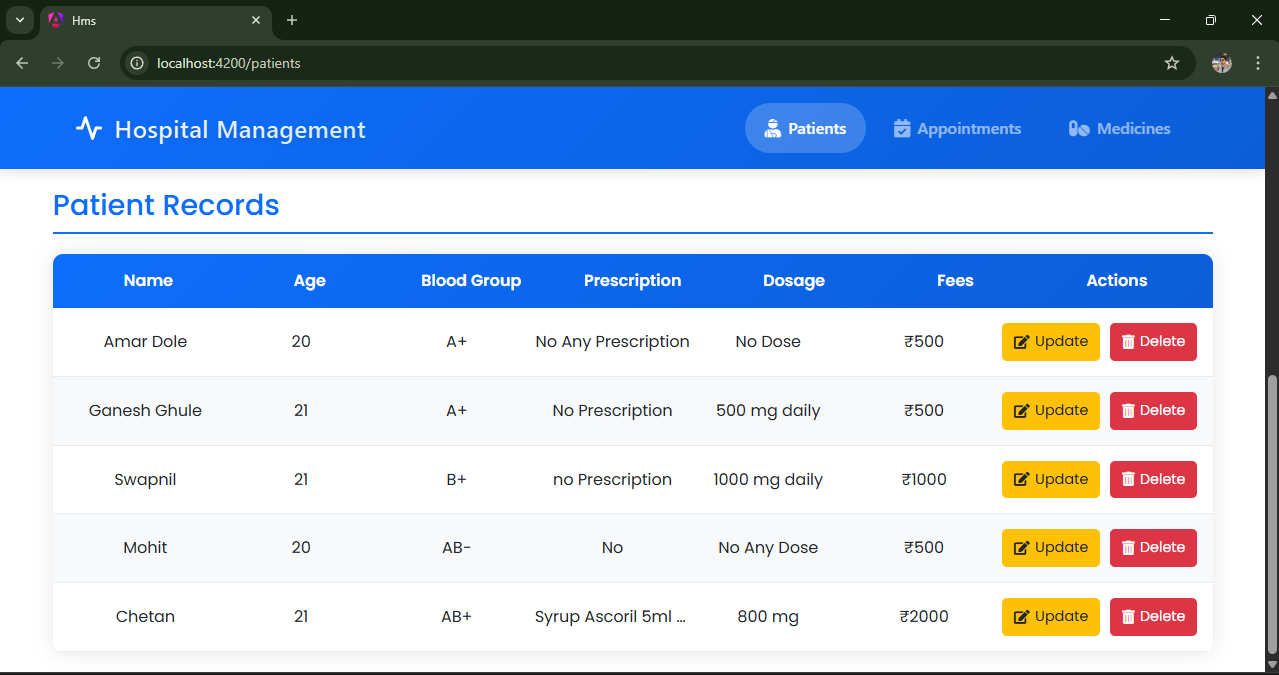 Hms
localhost:4200/patients
Hospital Management
Patients Appointments Medicines
Patient Records
Name Age Blood Group Prescription Dosage Fees Actions
Amar Dole 20 A+ No Any Prescription No Dose ₹500 Update Delete
Ganesh Ghule 21 A+ No Prescription 500 mg daily ₹500 Update Delete
Swapnil 21 B+ no Prescription 1000 mg daily ₹1000 Update Delete
Mohit 20 AB- No No Any Dose ₹500 Update Delete
Chetan 21 AB+ Syrup Ascoril 5ml ... 800 mg ₹2000 Update Delete